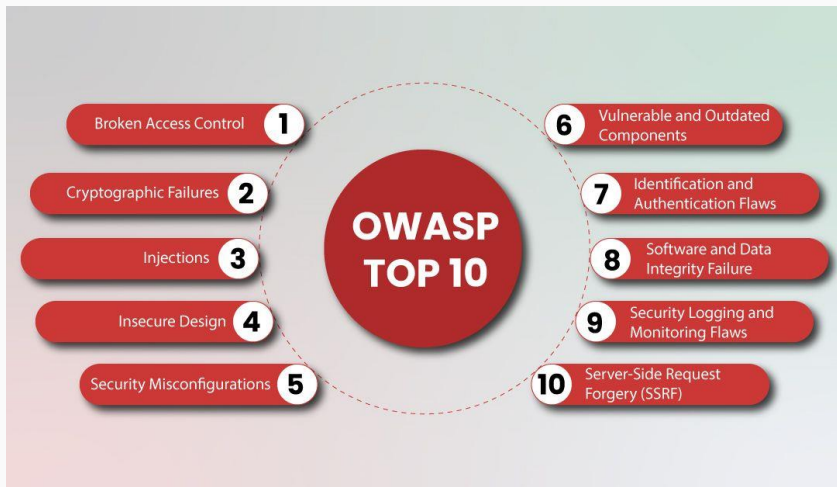 OWASP
TOP 10
Broken Access Control 1
Cryptographic Failures 2
Injections 3
Insecure Design 4
Security Misconfigurations 5
6 Vulnerable and Outdated
Components
7 Identification and
Authentication Flaws
8 Software and Data
Integrity Failure
9 Security Logging and
Monitoring Flaws
10 Server-Side Request
Forgery (SSRF)